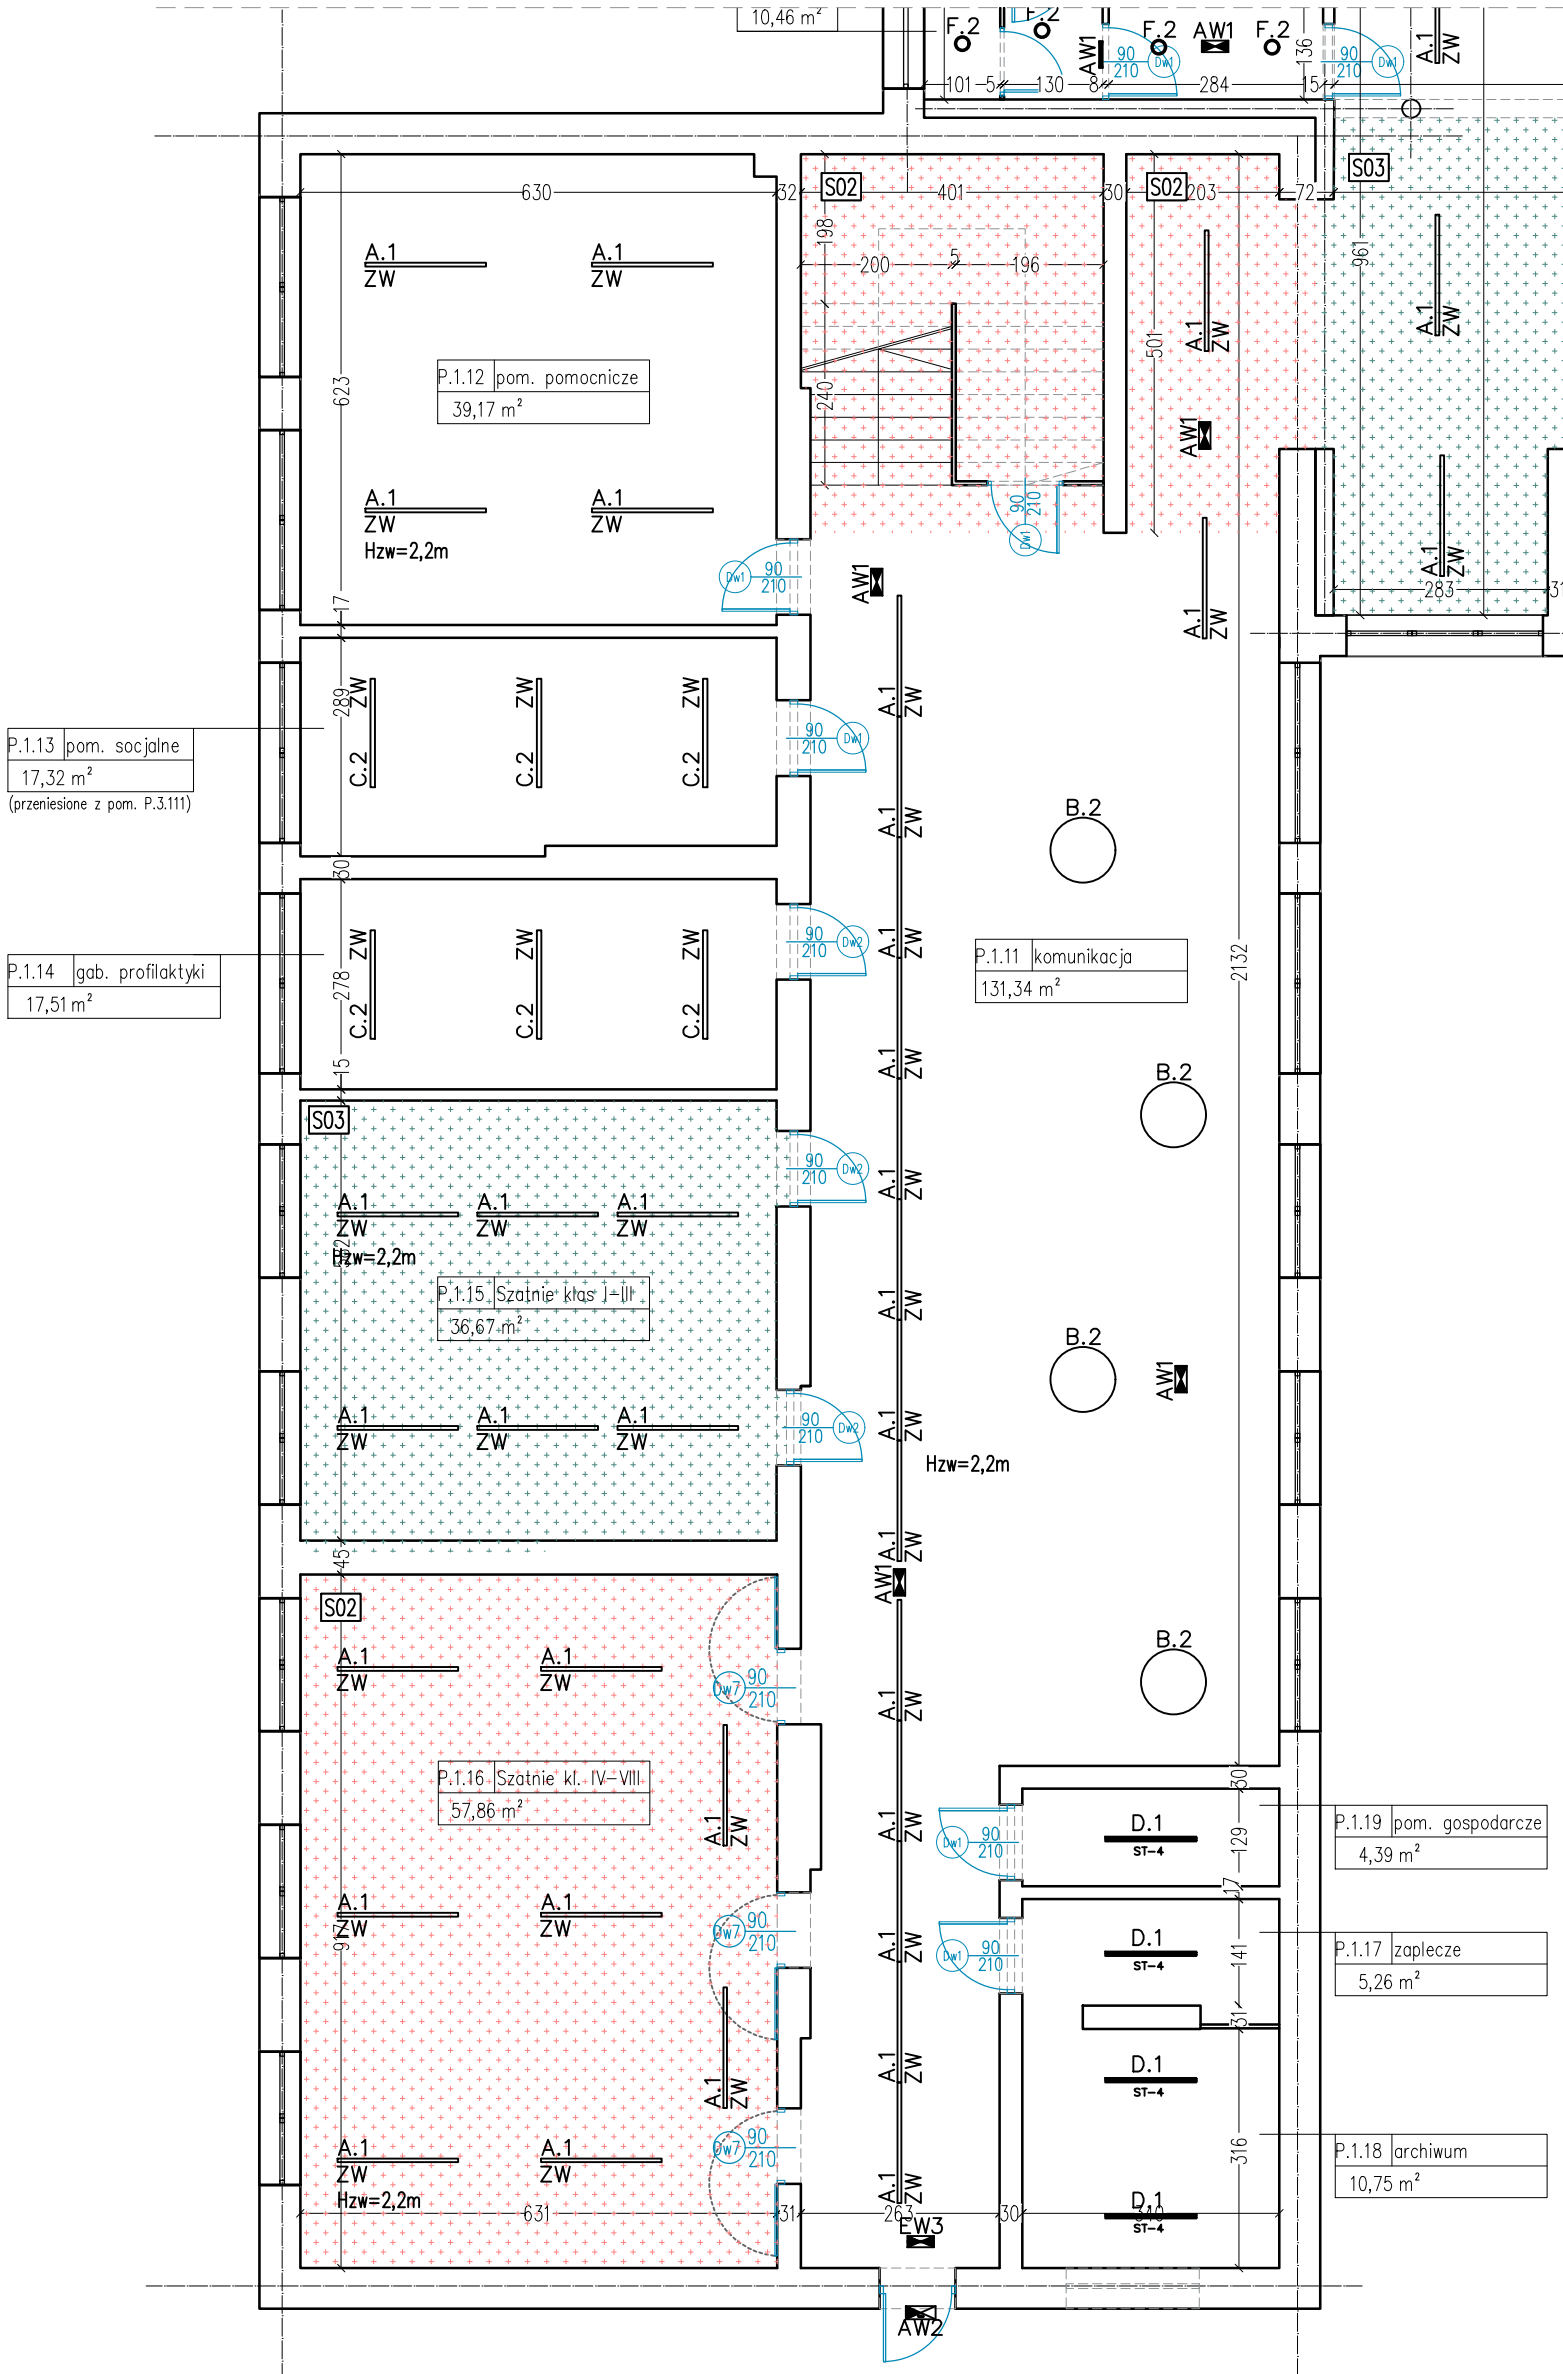 10,46 m²
F.2
F.2
AW1
F.2
AW1
F.2
90
210
Dw1
90
210
Dw1
A.1
ZW
136
101
5
130
8
284
15
S02
S02
S03
630
32
401
30
203
72
198
200
5
196
961
A.1
ZW
A.1
ZW
A.1
ZW
A.1
ZW
501
240
623
P.1.12 pom. pomocnicze
39,17 m²
AW1
A.1
ZW
A.1
ZW
Hzw=2,2m
90
210
Dw1
Dw1
90
210
AW1
A.1
ZW
A.1
ZW
283
31
17
289
ZW
C.2
ZW
C.2
ZW
C.2
P.1.13 pom. socjalne
17,32 m²
(przeniesione z pom. P.3.111)
90
210
Dw1
A.1
ZW
A.1
ZW
B.2
30
278
ZW
C.2
ZW
C.2
ZW
C.2
P.1.14 gab. profilaktyki
17,51 m²
90
210
Dw2
A.1
ZW
P.1.11 komunikacja
131,34 m²
2132
15
A.1
ZW
B.2
S03
90
210
Dw2
A.1
ZW
A.1
ZW
A.1
ZW
A.1
ZW
Hzw=2,2m
P.1.15 Szatnie klas I-III
36,67 m²
A.1
ZW
B.2
AW1
A.1
ZW
A.1
ZW
A.1
ZW
90
210
Dw2
A.1
ZW
Hzw=2,2m
45
A.1
ZW
AW1
S02
A.1
ZW
A.1
ZW
Dw7
90
210
A.1
ZW
B.2
P.1.16 Szatnie kl. IV-VIII
57,86 m²
A.1
ZW
A.1
ZW
30
129
D.1
ST-4
Dw1
90
210
P.1.19 pom. gospodarcze
4,39 m²
17
A.1
ZW
A.1
ZW
917
Dw7
90
210
A.1
ZW
Dw1
90
210
D.1
ST-4
141
P.1.17 zaplecze
5,26 m²
31
A.1
ZW
A.1
ZW
D.1
ST-4
A.1
ZW
A.1
ZW
Hzw=2,2m
Dw7
90
210
A.1
ZW
316
P.1.18 archiwum
10,75 m²
D.1
ST-4
631
31
263
30
340
EW3
AW2